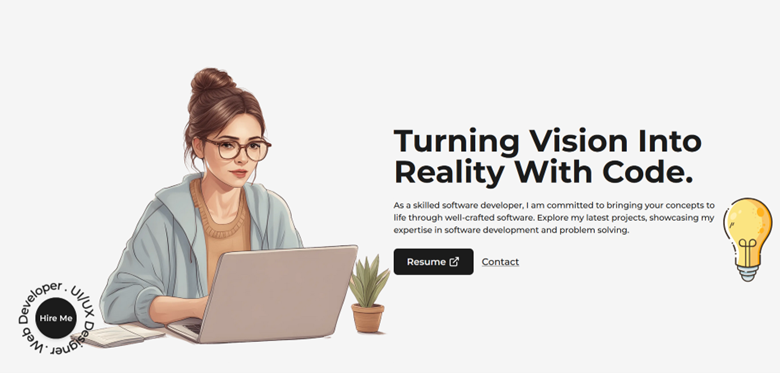 Turning Vision Into
Reality With Code.
As a skilled software developer, I am committed to bringing your concepts to
life through well-crafted software. Explore my latest projects, showcasing my
expertise in software development and problem solving.
Resume
Contact
Web Developer . UI/UX Designer .
Hire Me